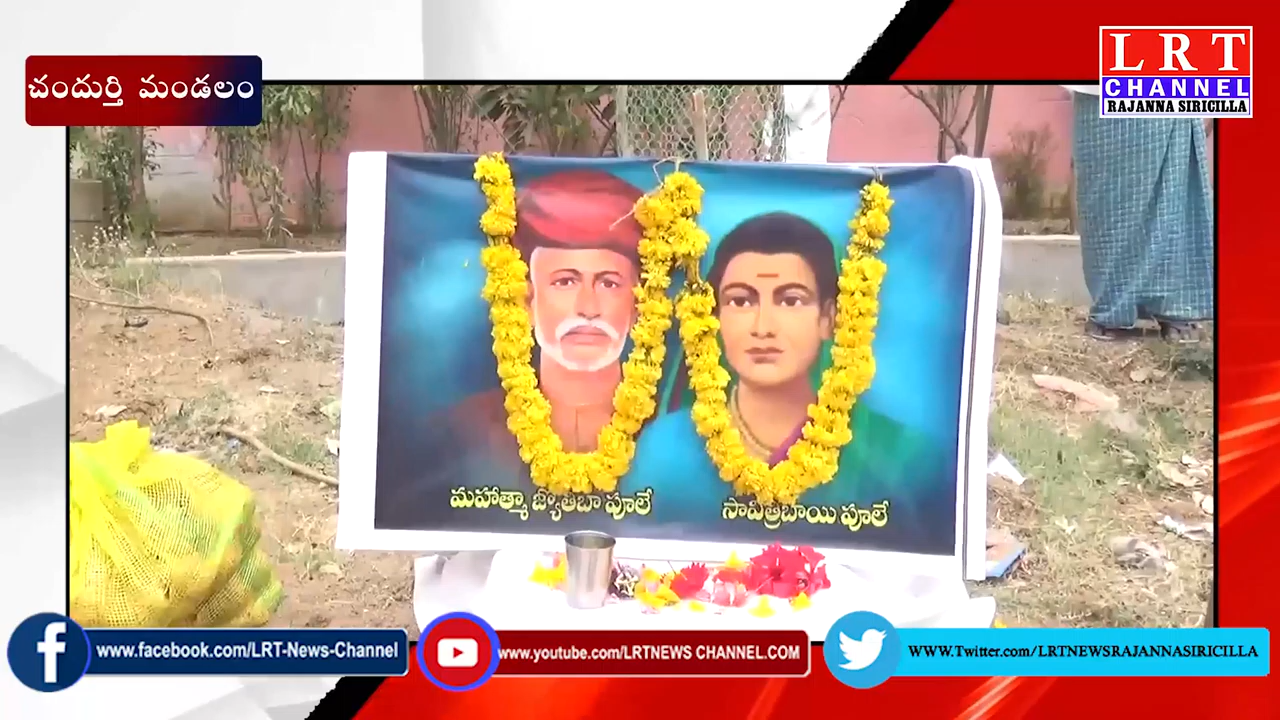 చందుర్తి మండలం
LRT
CHANNEL
RAJANNA SIRICILLA
మహాత్మా జ్యోతిబా పూలే
సావిత్రిబాయి పూలే
www.facebook.com/LRT-News-Channel
www.youtube.com/LRTNEWS CHANNEL.COM
WWW.Twitter.com/LRTNEWSRAJANNASIRICILLA